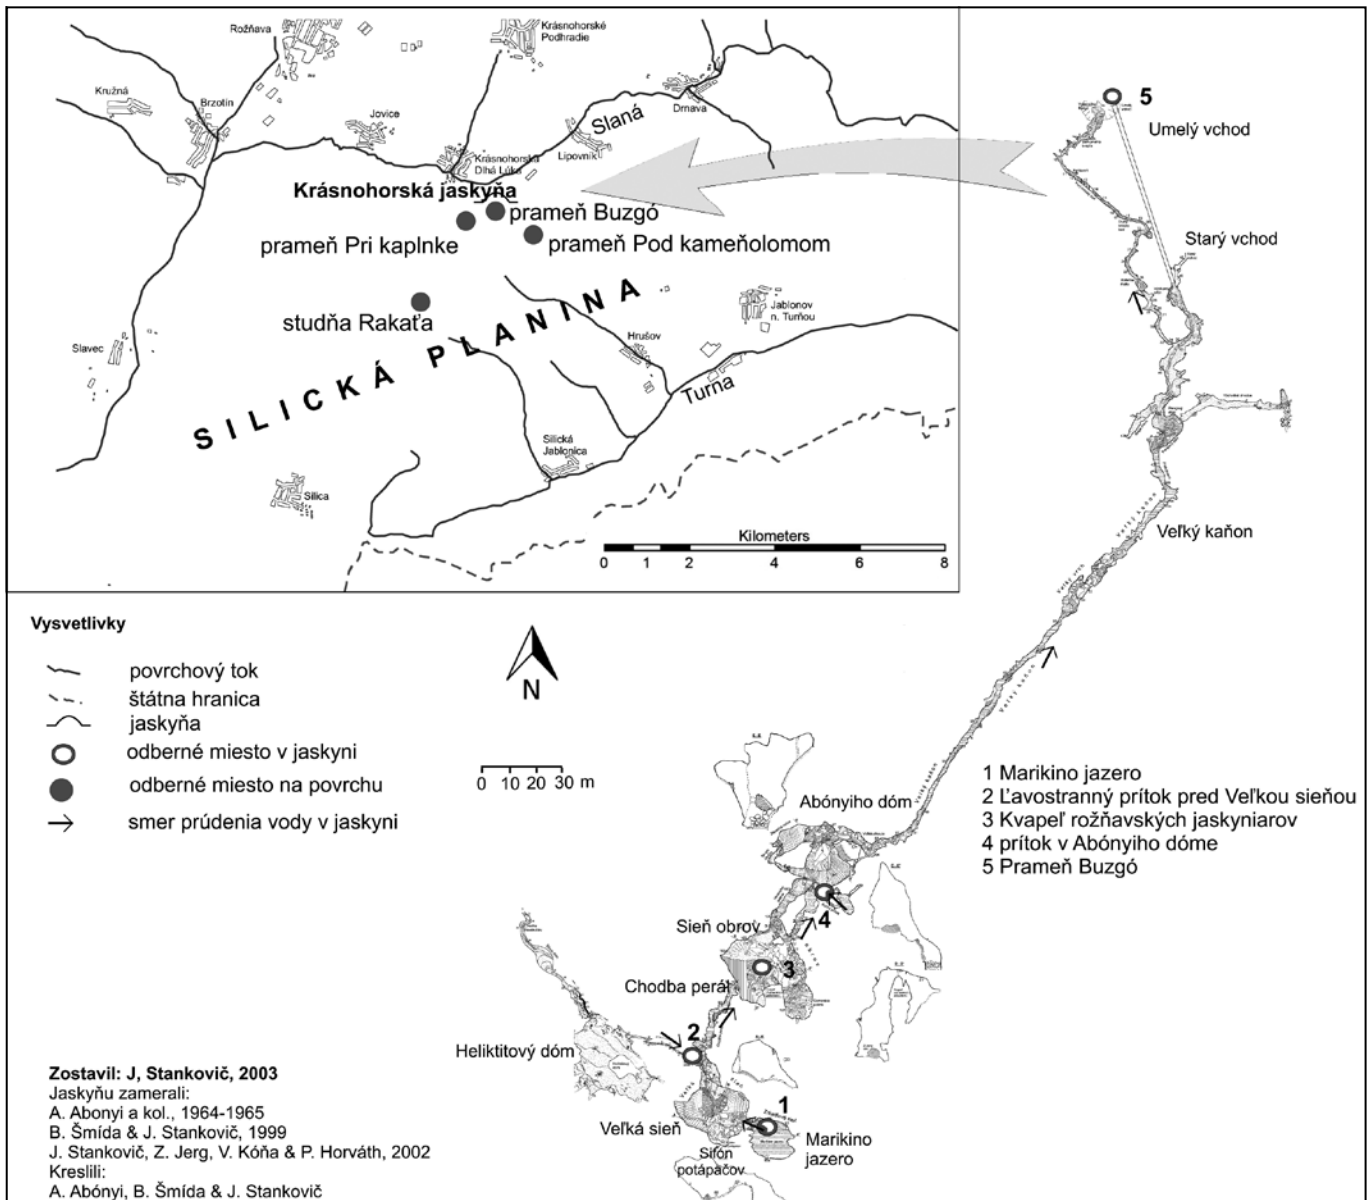 Rožňava
Krásnohorské
Podhradie
Kružná
Brzotín
Jovice
Drnava
Slaná
Lipovník
Krásnohorská
Dlhá Lúka
Krásnohorská jaskyňa
prameň Buzgó
prameň Pri kaplnke
prameň Pod kameňolomom
studňa Rakaťa
SILICKÁ PLANINA
Jablonov
n. Turňou
Hrušov
Slavec
Turna
Silická
Jablonica
Silica
Kilometers
0 1 2 4 6 8
5
Umelý vchod
Starý vchod
Veľký kaňon
Vysvetlivky
povrchový tok
štátna hranica
jaskyňa
odberné miesto v jaskyni
odberné miesto na povrchu
smer prúdenia vody v jaskyni
N
0 10 20 30 m
Abónyiho dóm
1 Marikino jazero
2 Ľavostranný prítok pred Veľkou sieňou
3 Kvapeľ rožňavských jaskyniarov
4 prítok v Abónyiho dóme
5 Prameň Buzgó
4
Sieň obrov
3
Chodba perál
2
Heliktitový dóm
1
Veľká sieň
Marikino
jazero
Sifón
potápačov
Zostavil: J, Stankovič, 2003
Jaskyňu zamerali:
A. Abonyi a kol., 1964-1965
B. Šmída & J. Stankovič, 1999
J. Stankovič, Z. Jerg, V. Kóňa & P. Horváth, 2002
Kreslili:
A. Abónyi, B. Šmída & J. Stankovič